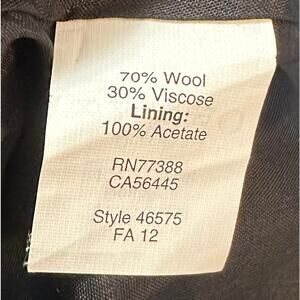 70% Wool
30% Viscose
Lining:
100% Acetate
RN77388
CA56445
Style 46575
FA 12